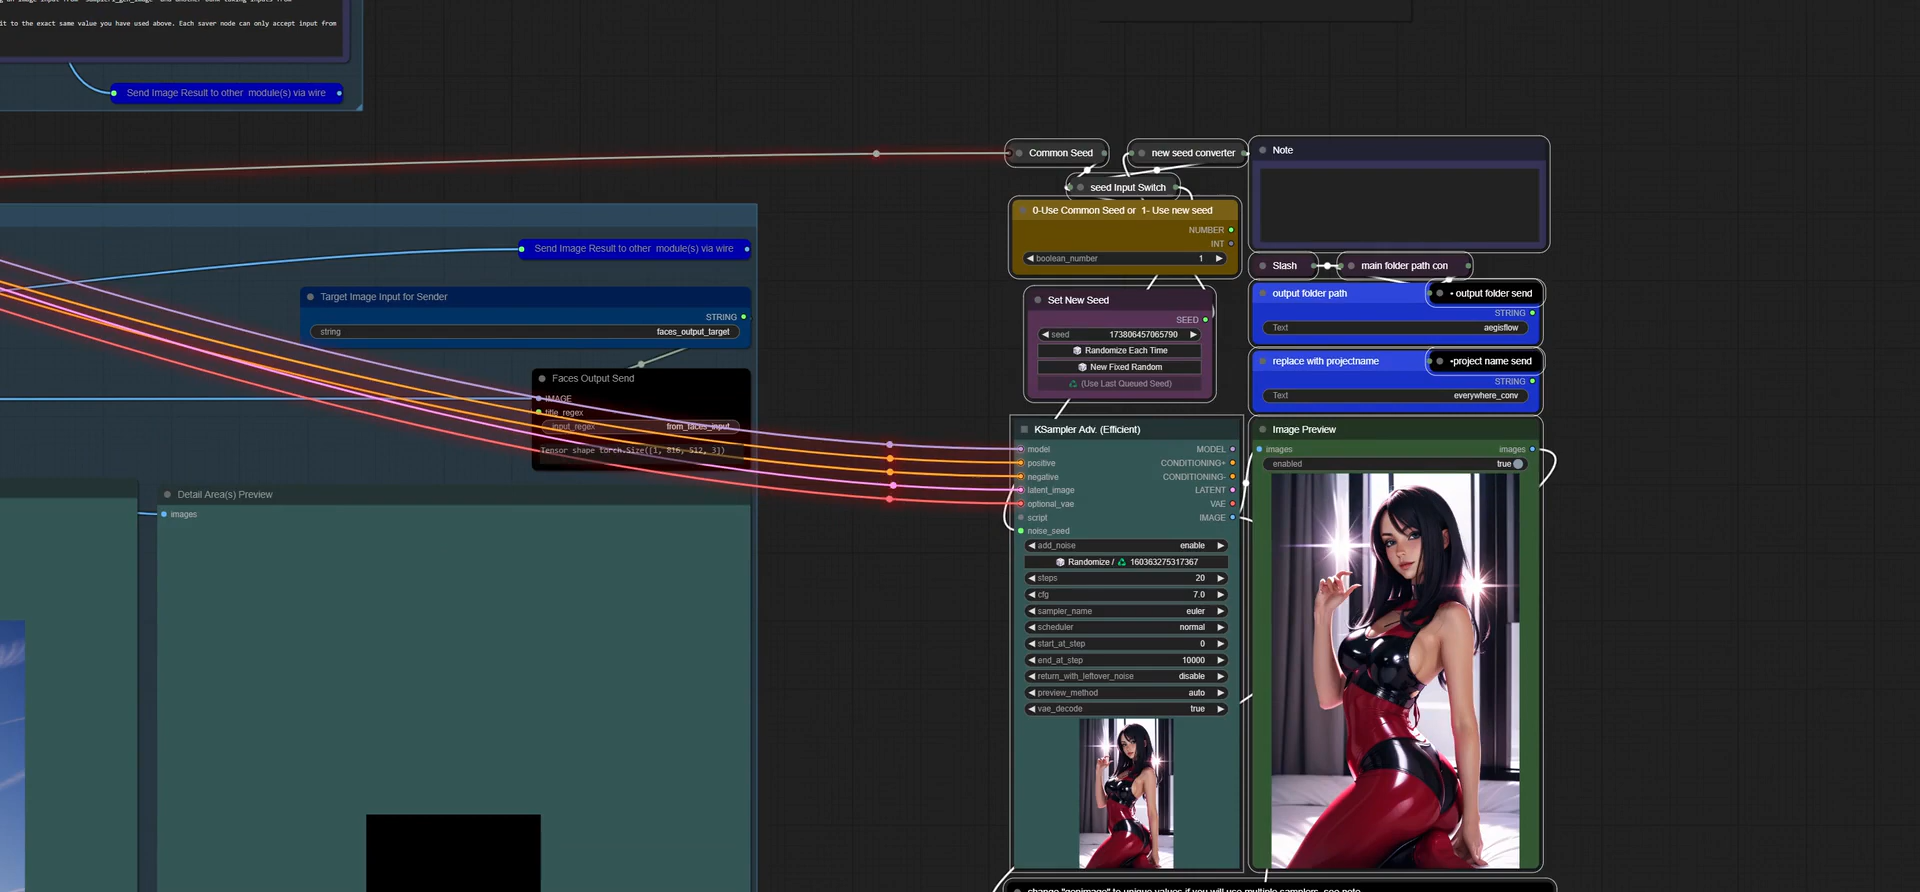 it to the exact same value you have used above. Each saver node can only accept input from
Send Image Result to other module(s) via wire
Common Seed
new seed converter
Note
seed Input Switch
0-Use Common Seed or 1- Use new seed
NUMBER
INT
boolean_number 1
Slash
main folder path con
output folder path
• output folder send
STRING
Text aegisflow
Set New Seed
SEED
seed 173806457065790
Randomize Each Time
New Fixed Random
(Use Last Queued Seed)
replace with projectname
•project name send
STRING
Text everywhere_conv
Send Image Result to other module(s) via wire
Target Image Input for Sender
STRING
string faces_output_target
Faces Output Send
IMAGE
title_regex
input_regex from_faces_input
Tensor shape torch.Size([1, 816, 512, 3])
Detail Area(s) Preview
images
KSampler Adv. (Efficient)
model MODEL
positive CONDITIONING+
negative CONDITIONING-
latent_image LATENT
optional_vae VAE
script IMAGE
noise_seed
add_noise enable
Randomize / 160363275317367
steps 20
cfg 7.0
sampler_name euler
scheduler normal
start_at_step 0
end_at_step 10000
return_with_leftover_noise disable
preview_method auto
vae_decode true
Image Preview
images images
enabled true